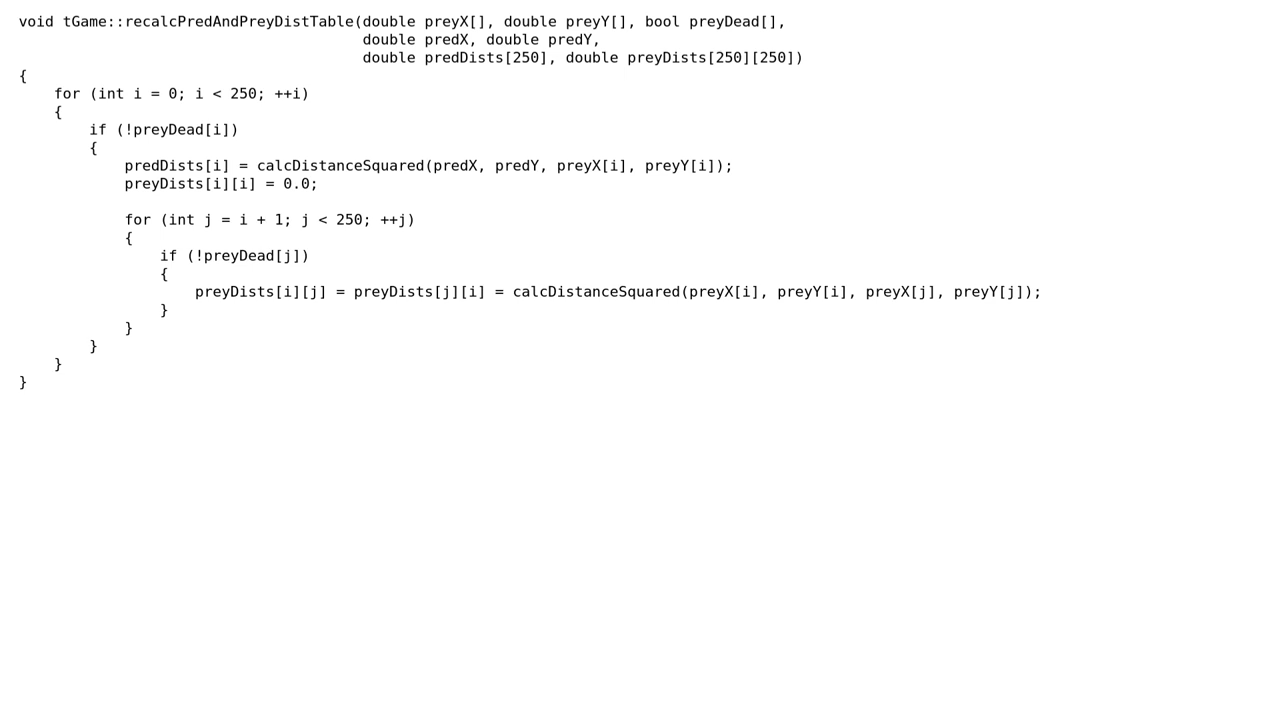 void tGame::recalcPredAndPreyDistTable(double preyX[], double preyY[], bool preyDead[],
                                       double predX, double predY,
                                       double predDists[250], double preyDists[250][250])
{
    for (int i = 0; i < 250; ++i)
    {
        if (!preyDead[i])
        {
            predDists[i] = calcDistanceSquared(predX, predY, preyX[i], preyY[i]);
            preyDists[i][i] = 0.0;

            for (int j = i + 1; j < 250; ++j)
            {
                if (!preyDead[j])
                {
                    preyDists[i][j] = preyDists[j][i] = calcDistanceSquared(preyX[i], preyY[i], preyX[j], preyY[j]);
                }
            }
        }
    }
}